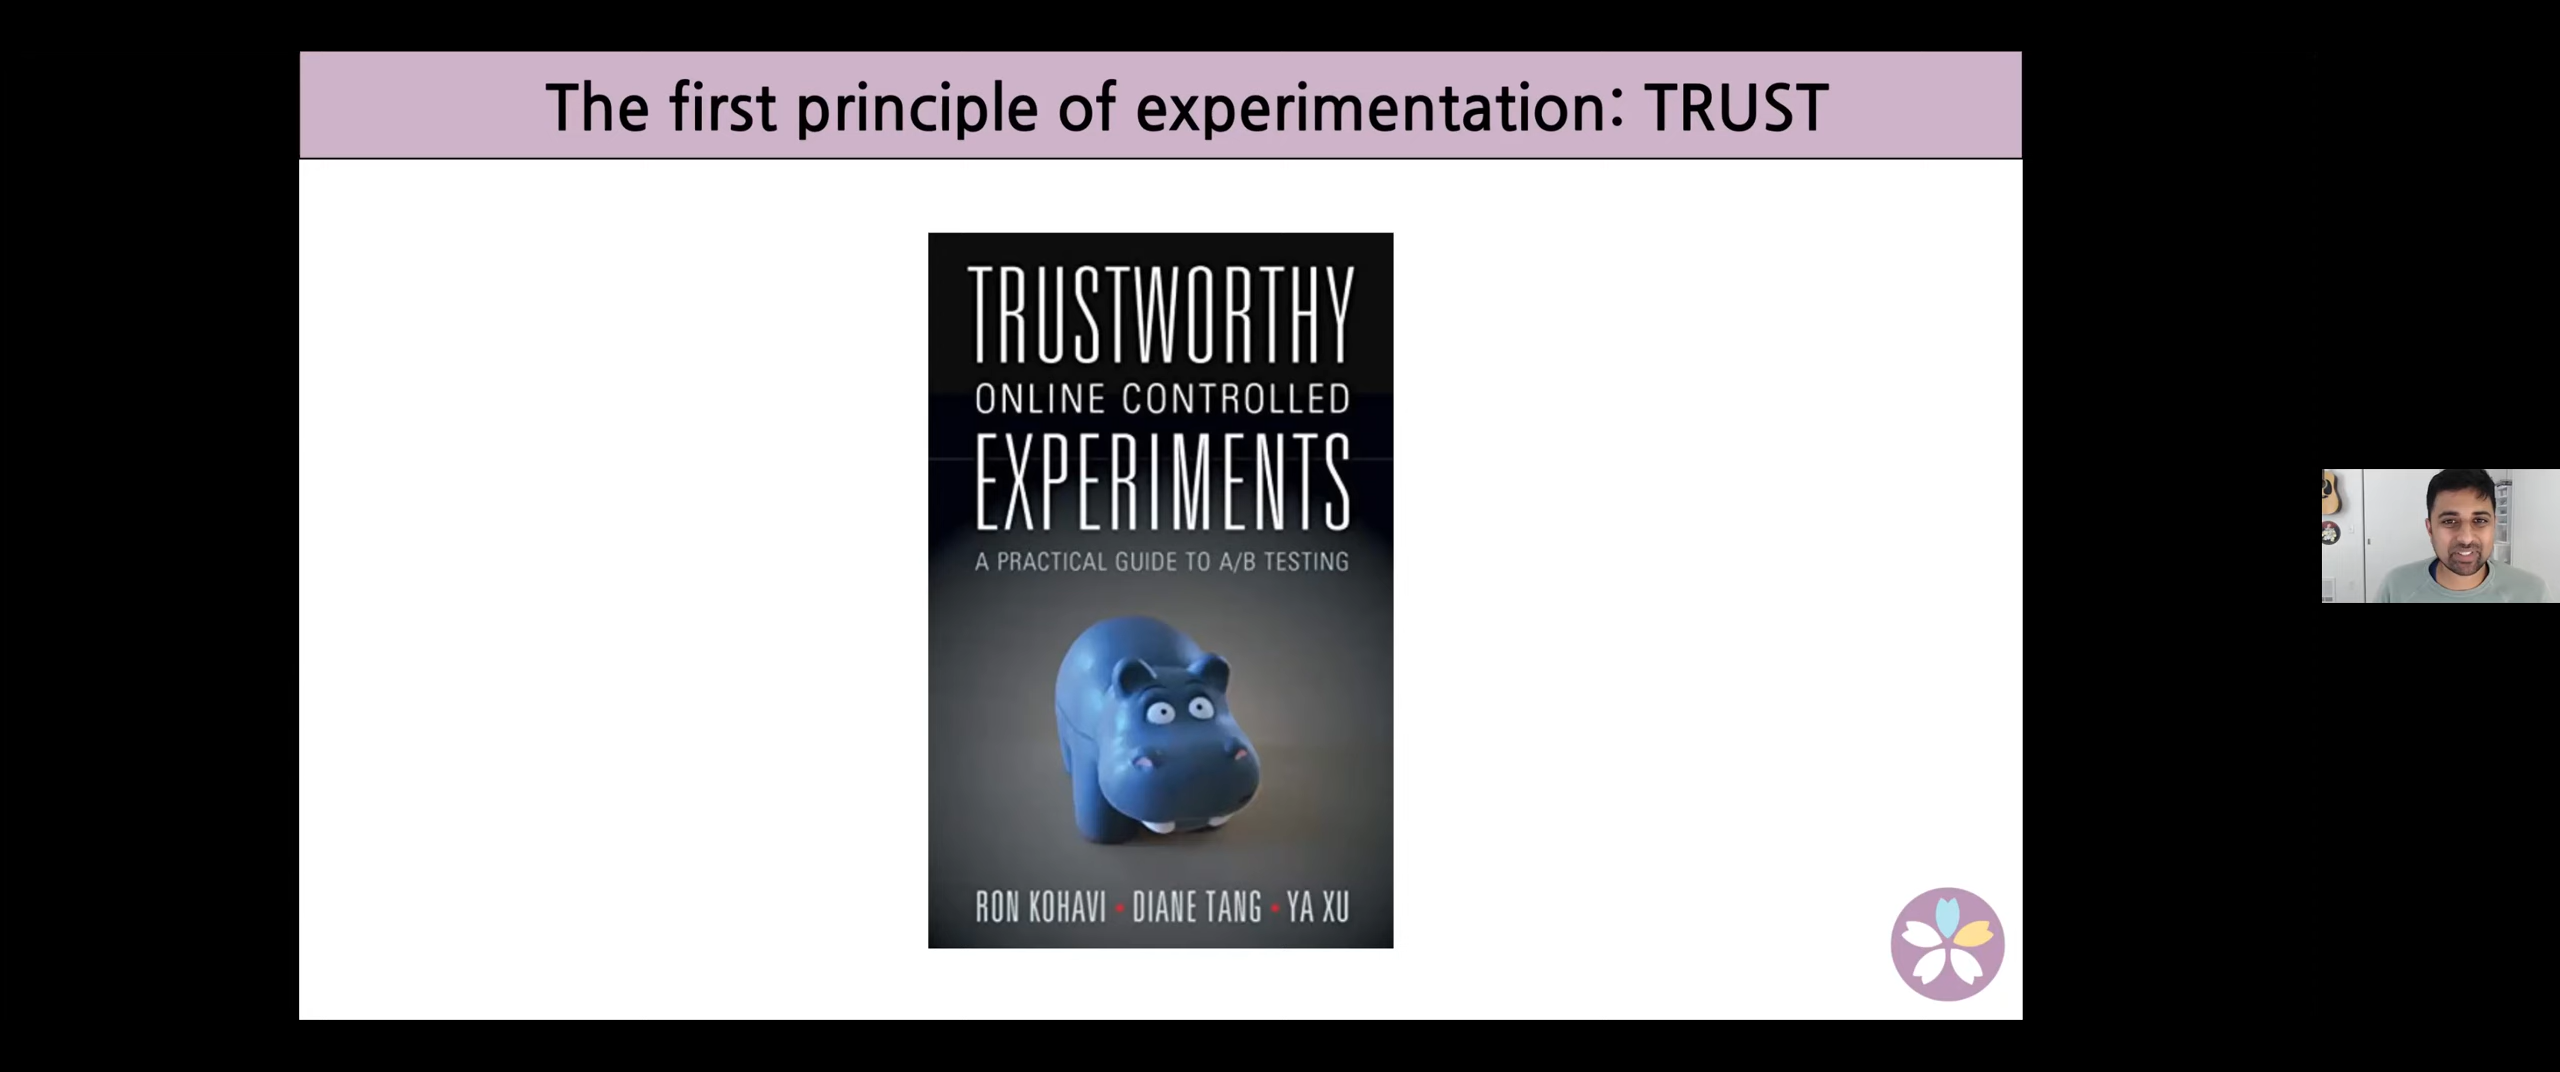 The first principle of experimentation: TRUST
TRUSTWORTHY
ONLINE CONTROLLED
EXPERIMENTS
A PRACTICAL GUIDE TO A/B TESTING
RON KOHAVI • DIANE TANG • YA XU